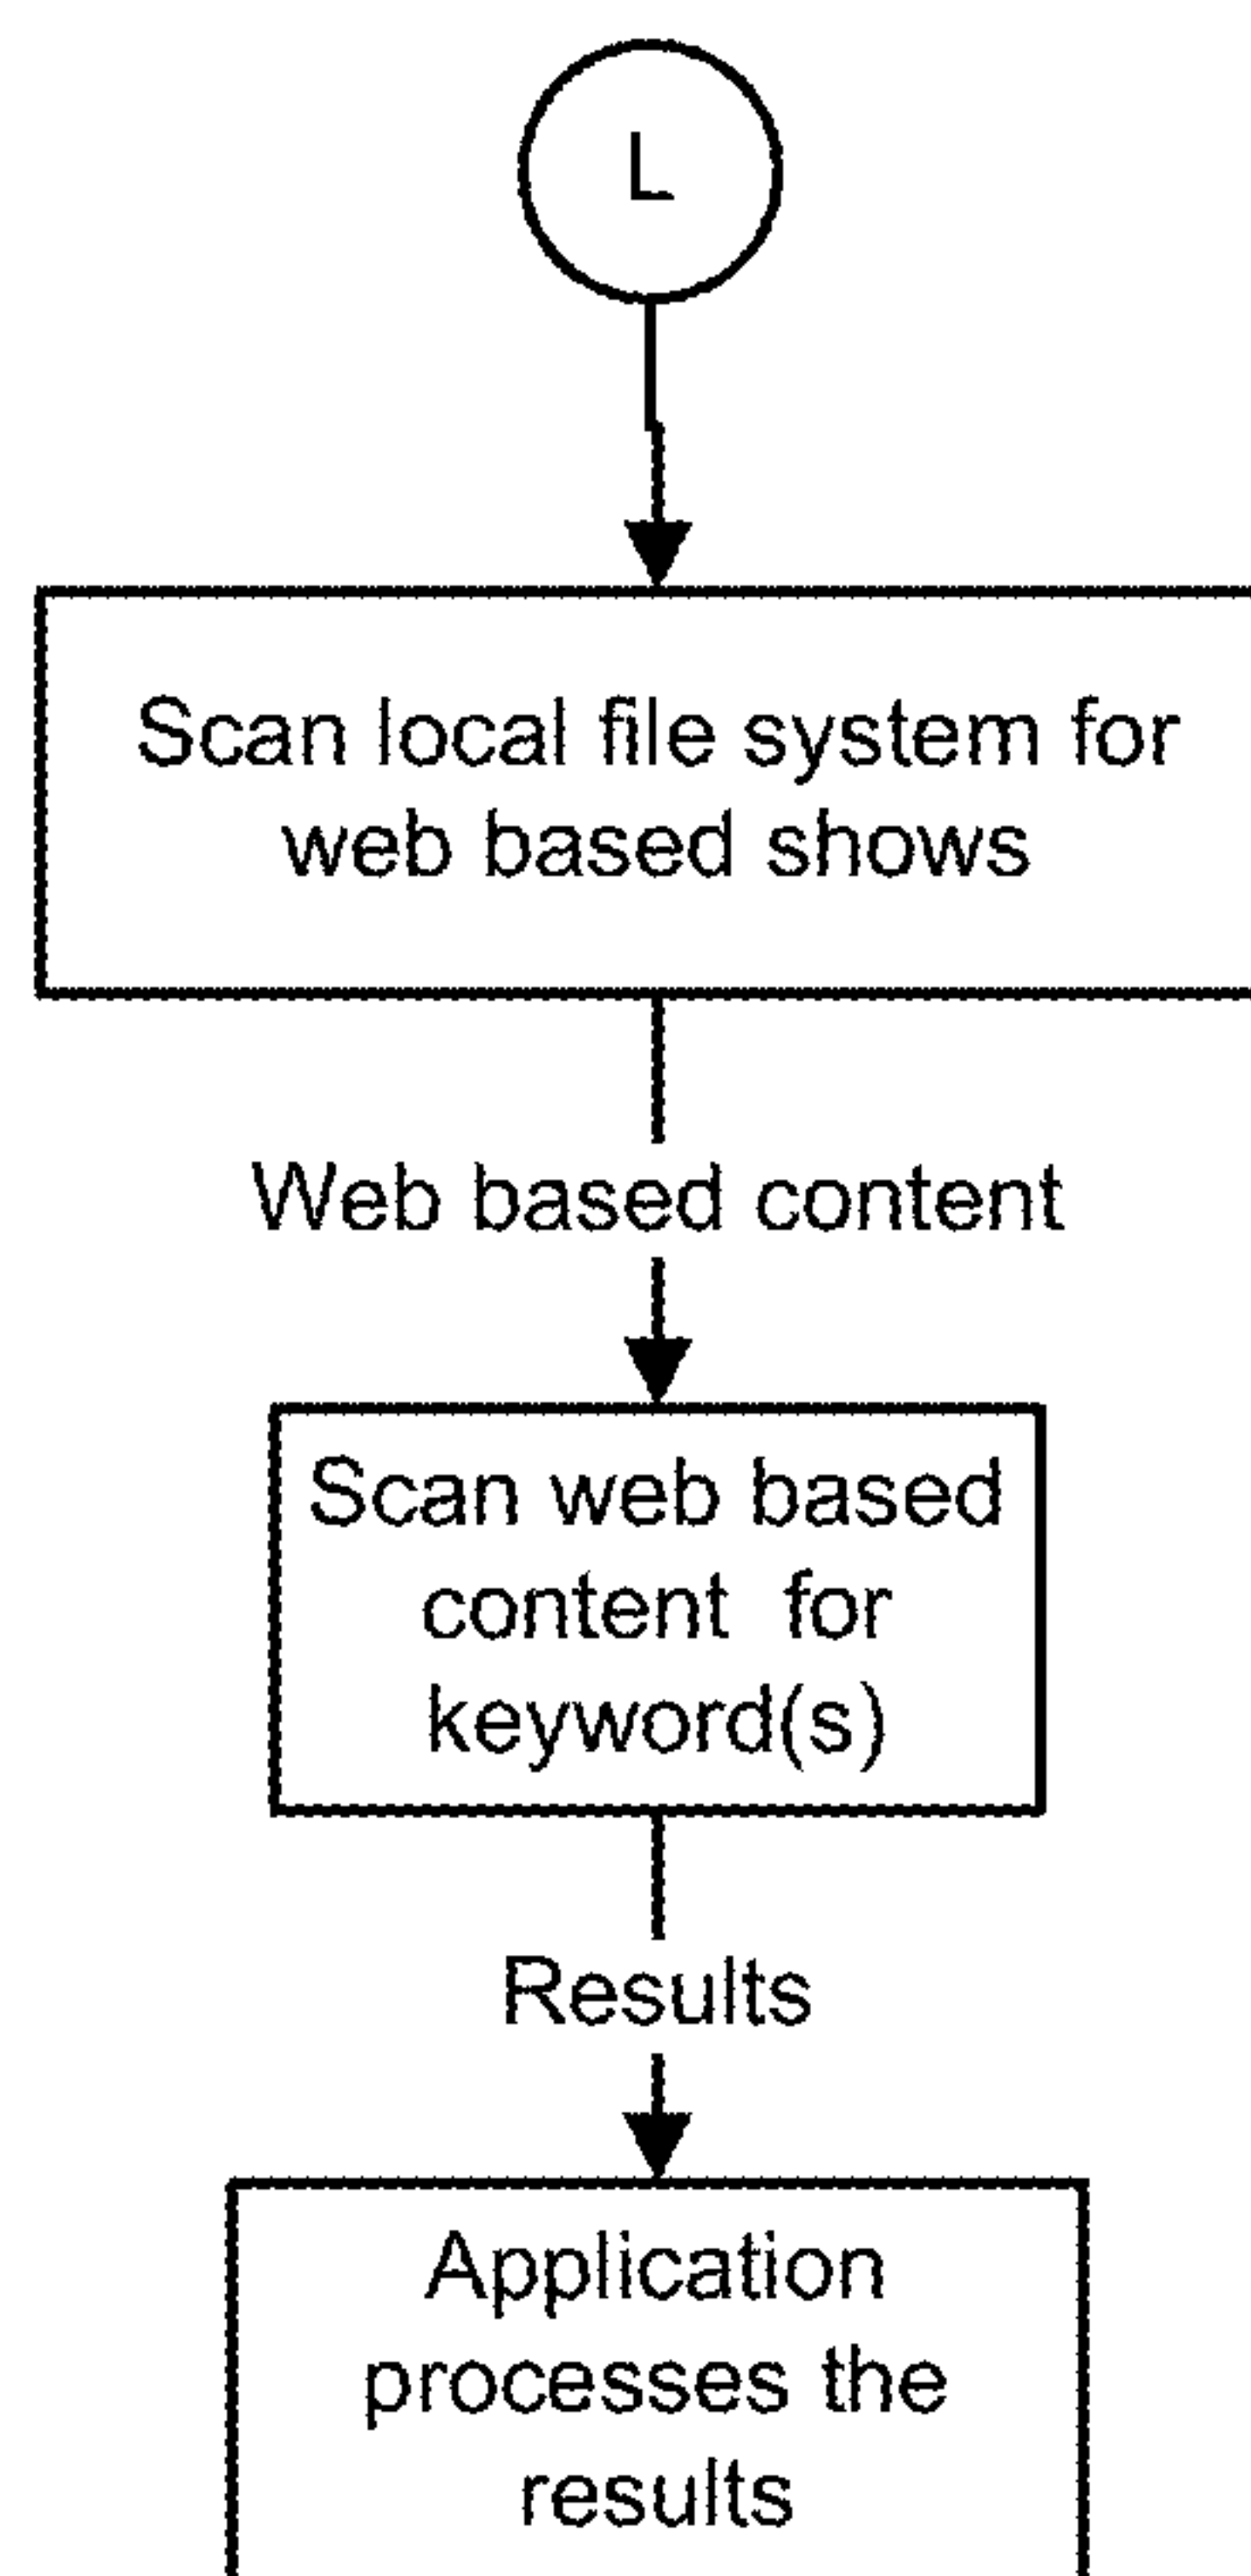 L
Scan local file system for
web based shows
Web based content
Scan web based
content for
keyword(s)
Results
Application
processes the
results